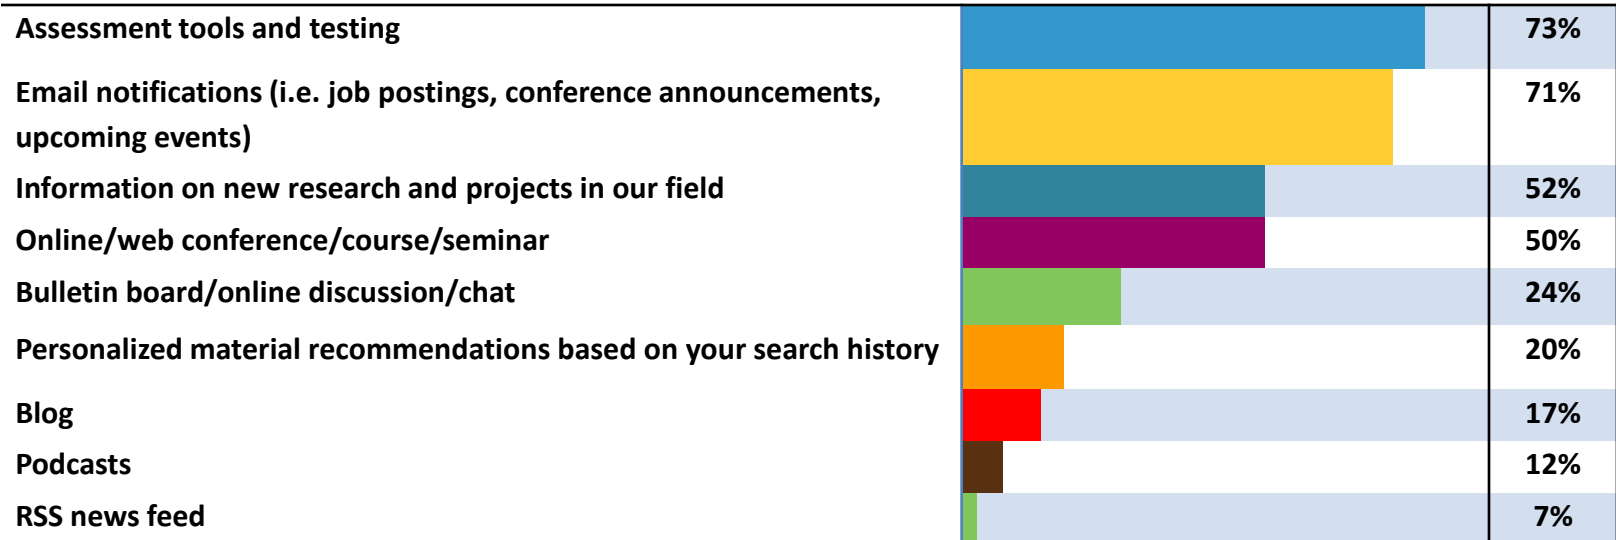 Assessment tools and testing 73%
Email notifications (i.e. job postings, conference announcements, 71%
upcoming events)
Information on new research and projects in our field 52%
Online/web conference/course/seminar 50%
Bulletin board/online discussion/chat 24%
Personalized material recommendations based on your search history 20%
Blog 17%
Podcasts 12%
RSS news feed 7%